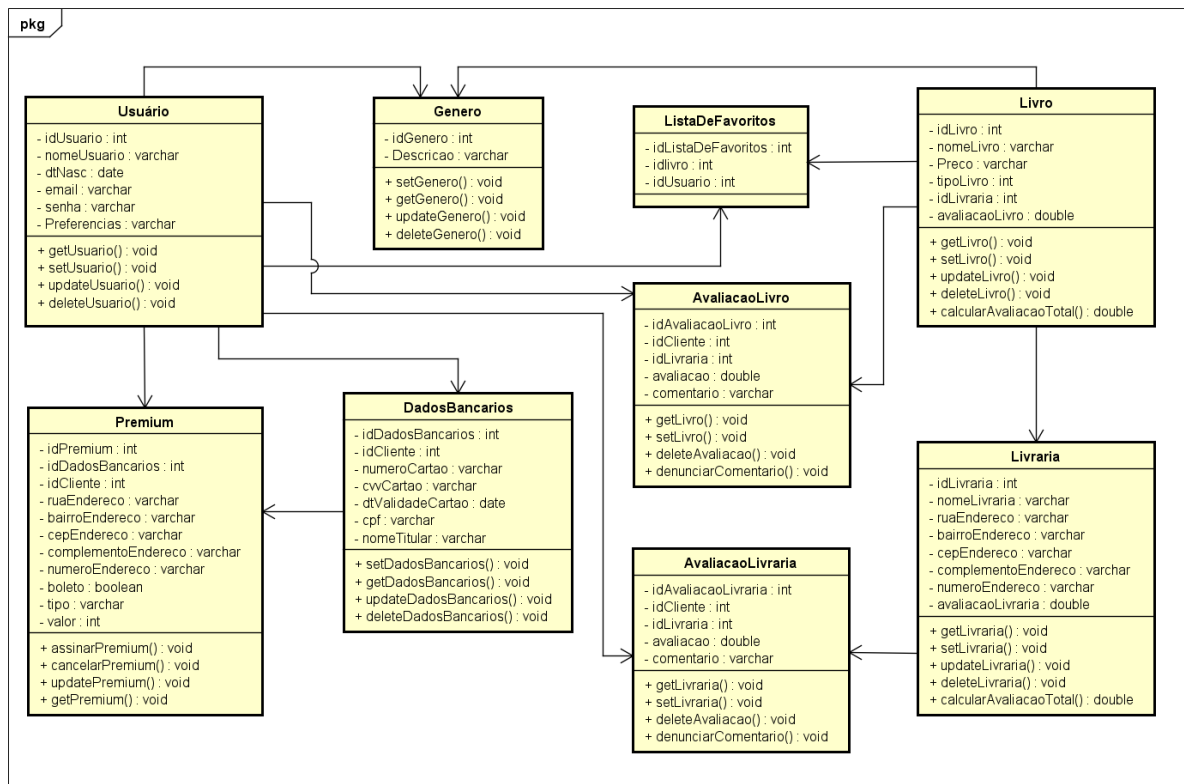 pkg
Usuário
- idUsuario : int
- nomeUsuario : varchar
- dtNasc : date
- email : varchar
- senha : varchar
- Preferencias : varchar
+ getUsuario() : void
+ setUsuario() : void
+ updateUsuario() : void
+ deleteUsuario() : void
Genero
- idGenero : int
- Descricao : varchar
+ setGenero() : void
+ getGenero() : void
+ updateGenero() : void
+ deleteGenero() : void
ListaDeFavoritos
- idListaDeFavoritos : int
- idlivro : int
- idUsuario : int
Livro
- idLivro : int
- nomeLivro : varchar
- Preco : varchar
- tipoLivro : int
- idLivraria : int
- avaliacaoLivro : double
+ getLivro() : void
+ setLivro() : void
+ updateLivro() : void
+ deleteLivro() : void
+ calcularAvaliacaoTotal() : double
AvaliacaoLivro
- idAvaliacaoLivro : int
- idCliente : int
- idLivraria : int
- avaliacao : double
- comentario : varchar
+ getLivro() : void
+ setLivro() : void
+ deleteAvaliacao() : void
+ denunciarComentario() : void
Premium
- idPremium : int
- idDadosBancarios : int
- idCliente : int
- ruaEndereco : varchar
- bairroEndereco : varchar
- cepEndereco : varchar
- complementoEndereco : varchar
- numeroEndereco : varchar
- boleto : boolean
- tipo : varchar
- valor : int
+ assinarPremium() : void
+ cancelarPremium() : void
+ updatePremium() : void
+ getPremium() : void
DadosBancarios
- idDadosBancarios : int
- idCliente : int
- numeroCartao : varchar
- cvvCartao : varchar
- dtValidadeCartao : date
- cpf : varchar
- nomeTitular : varchar
+ setDadosBancarios() : void
+ getDadosBancarios() : void
+ updateDadosBancarios() : void
+ deleteDadosBancarios() : void
AvaliacaoLivraria
- idAvaliacaoLivraria : int
- idCliente : int
- idLivraria : int
- avaliacao : double
- comentario : varchar
+ getLivraria() : void
+ setLivraria() : void
+ deleteAvaliacao() : void
+ denunciarComentario() : void
Livraria
- idLivraria : int
- nomeLivraria : varchar
- ruaEndereco : varchar
- bairroEndereco : varchar
- cepEndereco : varchar
- complementoEndereco : varchar
- numeroEndereco : varchar
- avaliacaoLivraria : double
+ getLivraria() : void
+ setLivraria() : void
+ updateLivraria() : void
+ deleteLivraria() : void
+ calcularAvaliacaoTotal() : double